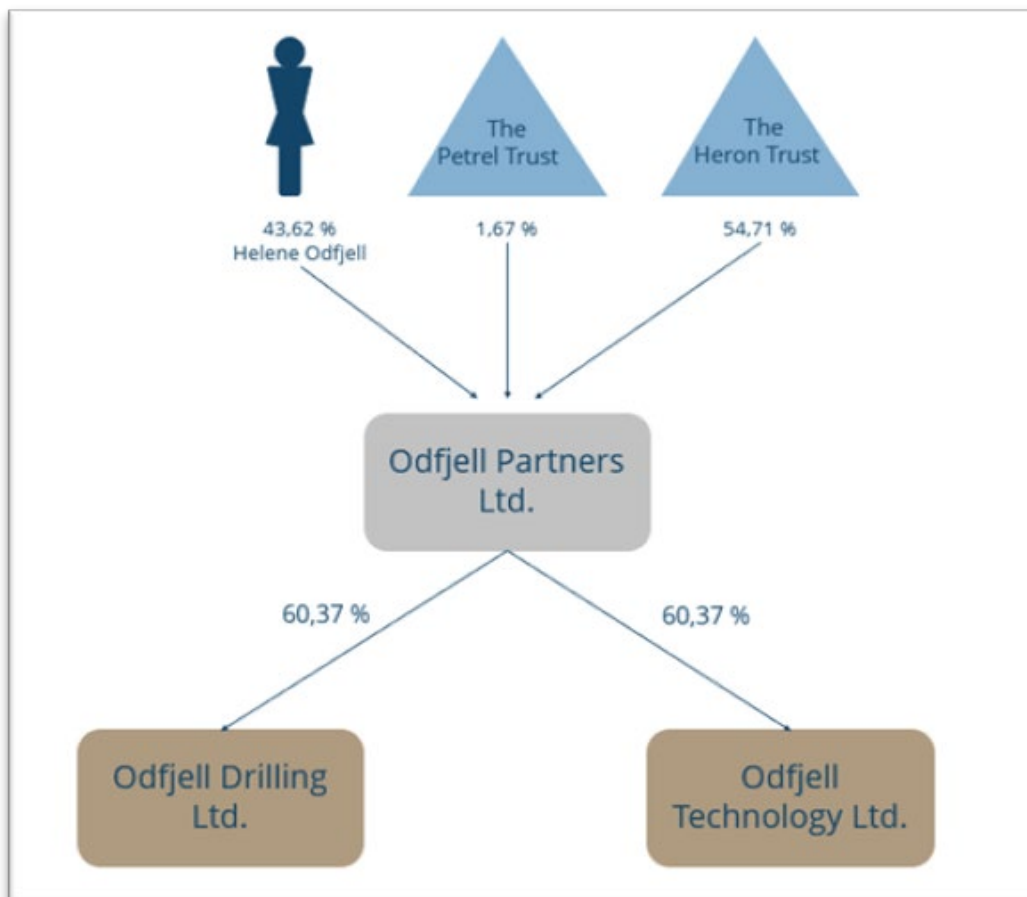 The
Petrel Trust
The
Heron Trust
43,62 %
Helene Odfjell
1,67 %
54,71 %
Odfjell Partners
Ltd.
60,37 %
60,37 %
Odfjell Drilling
Ltd.
Odfjell
Technology Ltd.